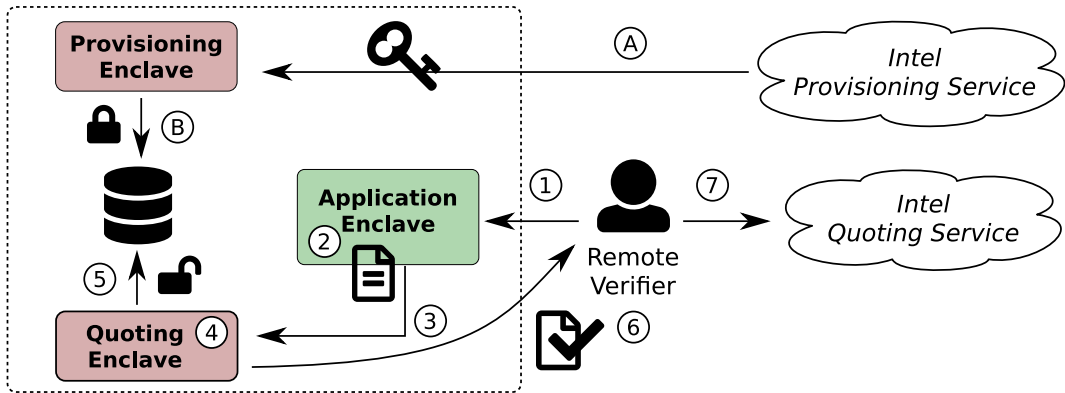 Provisioning
Enclave
A
Intel
Provisioning Service
B
Application
Enclave
1
7
Intel
Quoting Service
2
Remote
Verifier
5
3
6
Quoting
Enclave
4